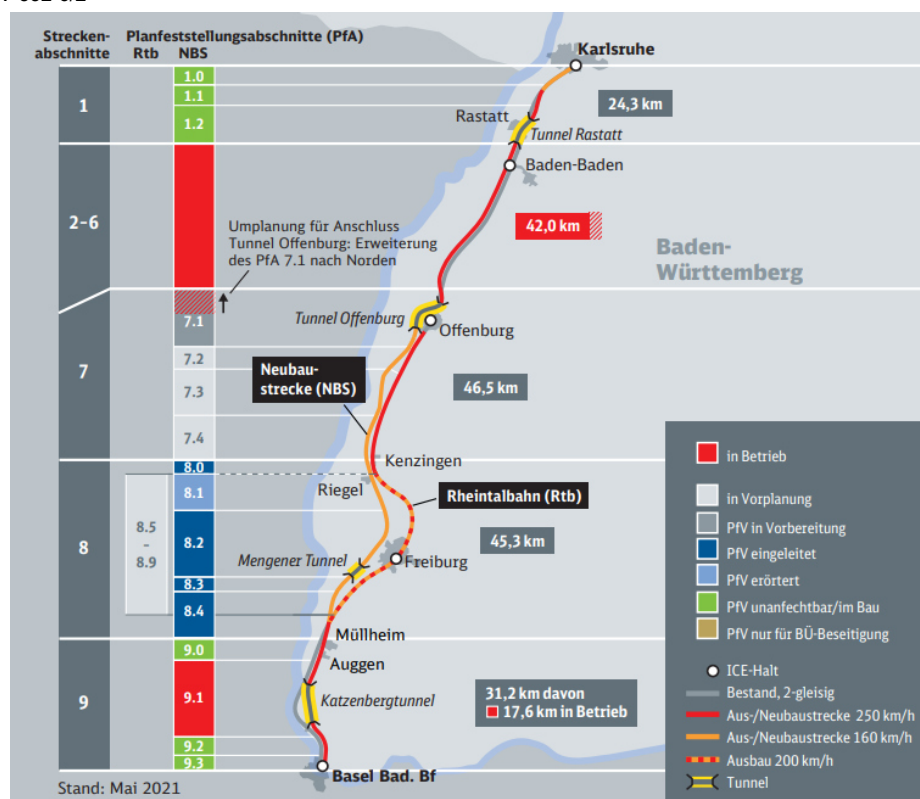 Strecken-
abschnitte
Planfeststellungsabschnitte (PfA)
Rtb NBS
Karlsruhe
1.0
1
1.1
24,3 km
1.2
Rastatt
Tunnel Rastatt
Baden-Baden
2–6
Umplanung für Anschluss
Tunnel Offenburg: Erweiterung
des PfA 7.1 nach Norden
42,0 km
Baden-
Württemberg
7.1
Tunnel Offenburg
Offenburg
7
7.2
7.3
Neubau-
strecke (NBS)
46,5 km
7.4
Kenzingen
8.0
8.1
Riegel
Rheintalbahn (Rtb)
8
8.5
–
8.9
8.2
45,3 km
Mengener Tunnel
Freiburg
8.3
8.4
Müllheim
9.0
Auggen
9
9.1
Katzenbergtunnel
31,2 km davon
17,6 km in Betrieb
9.2
9.3
Basel Bad. Bf
Stand: Mai 2021
in Betrieb
in Vorplanung
PfV in Vorbereitung
PfV eingeleitet
PfV erörtert
PfV unanfechtbar/im Bau
PfV nur für BÜ-Beseitigung
ICE-Halt
Bestand, 2-gleisig
Aus-/Neubaustrecke 250 km/h
Aus-/Neubaustrecke 160 km/h
Ausbau 200 km/h
Tunnel